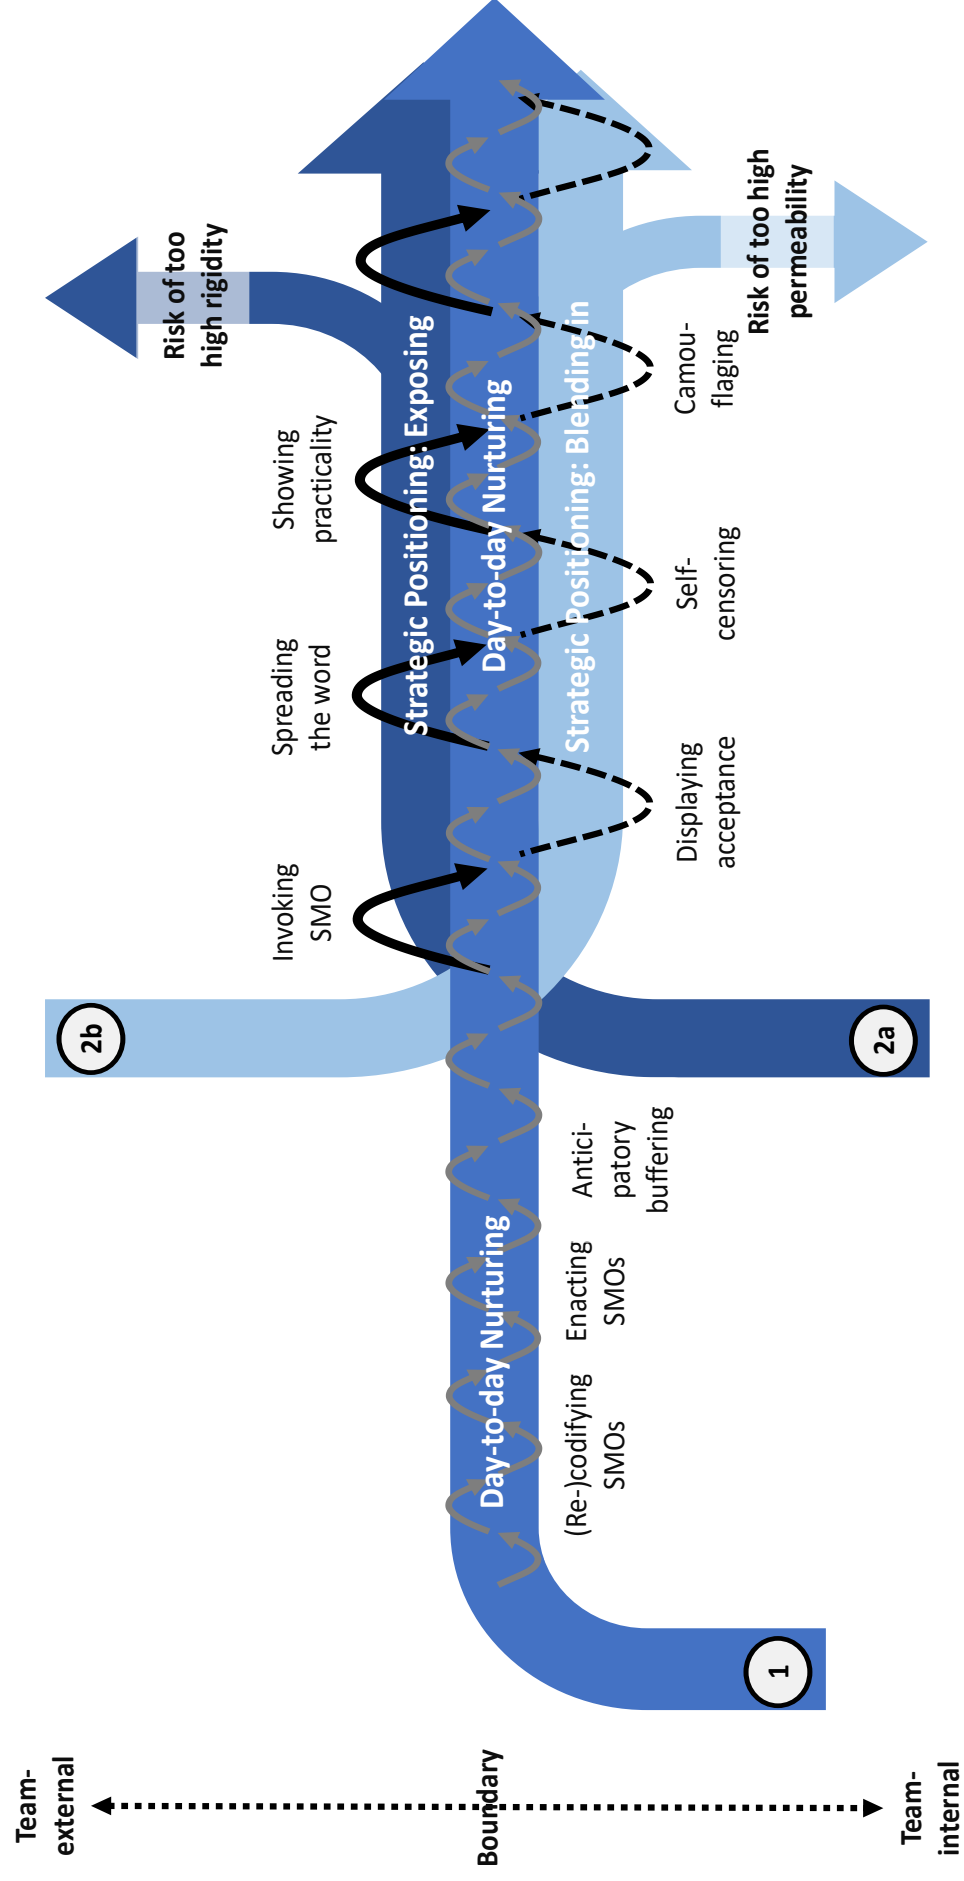 Team-
external
Boundary
Team-
internal
1
2b
2a
Day-to-day Nurturing
(Re-)codifying
SMOs
Enacting
SMOs
Antici-
patory
buffering
Invoking
SMO
Spreading
the word
Showing
practicality
Risk of too
high rigidity
Strategic Positioning: Exposing
Day-to-day Nurturing
Strategic Positioning: Blending in
Displaying
acceptance
Self-
censoring
Camou-
flaging
Risk of too high
permeability